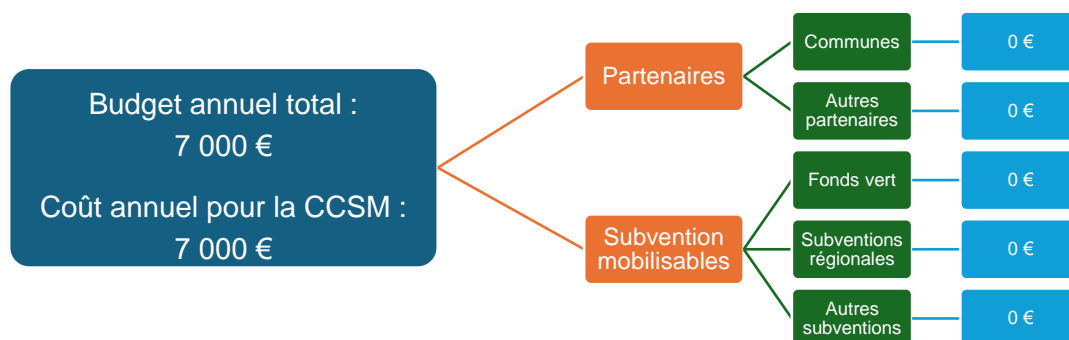 Budget annuel total :
7 000 €
Coût annuel pour la CCSM :
7 000 €
Partenaires
Communes
0 €
Autres
partenaires
0 €
Subvention
mobilisables
Fonds vert
0 €
Subventions
régionales
0 €
Autres
subventions
0 €